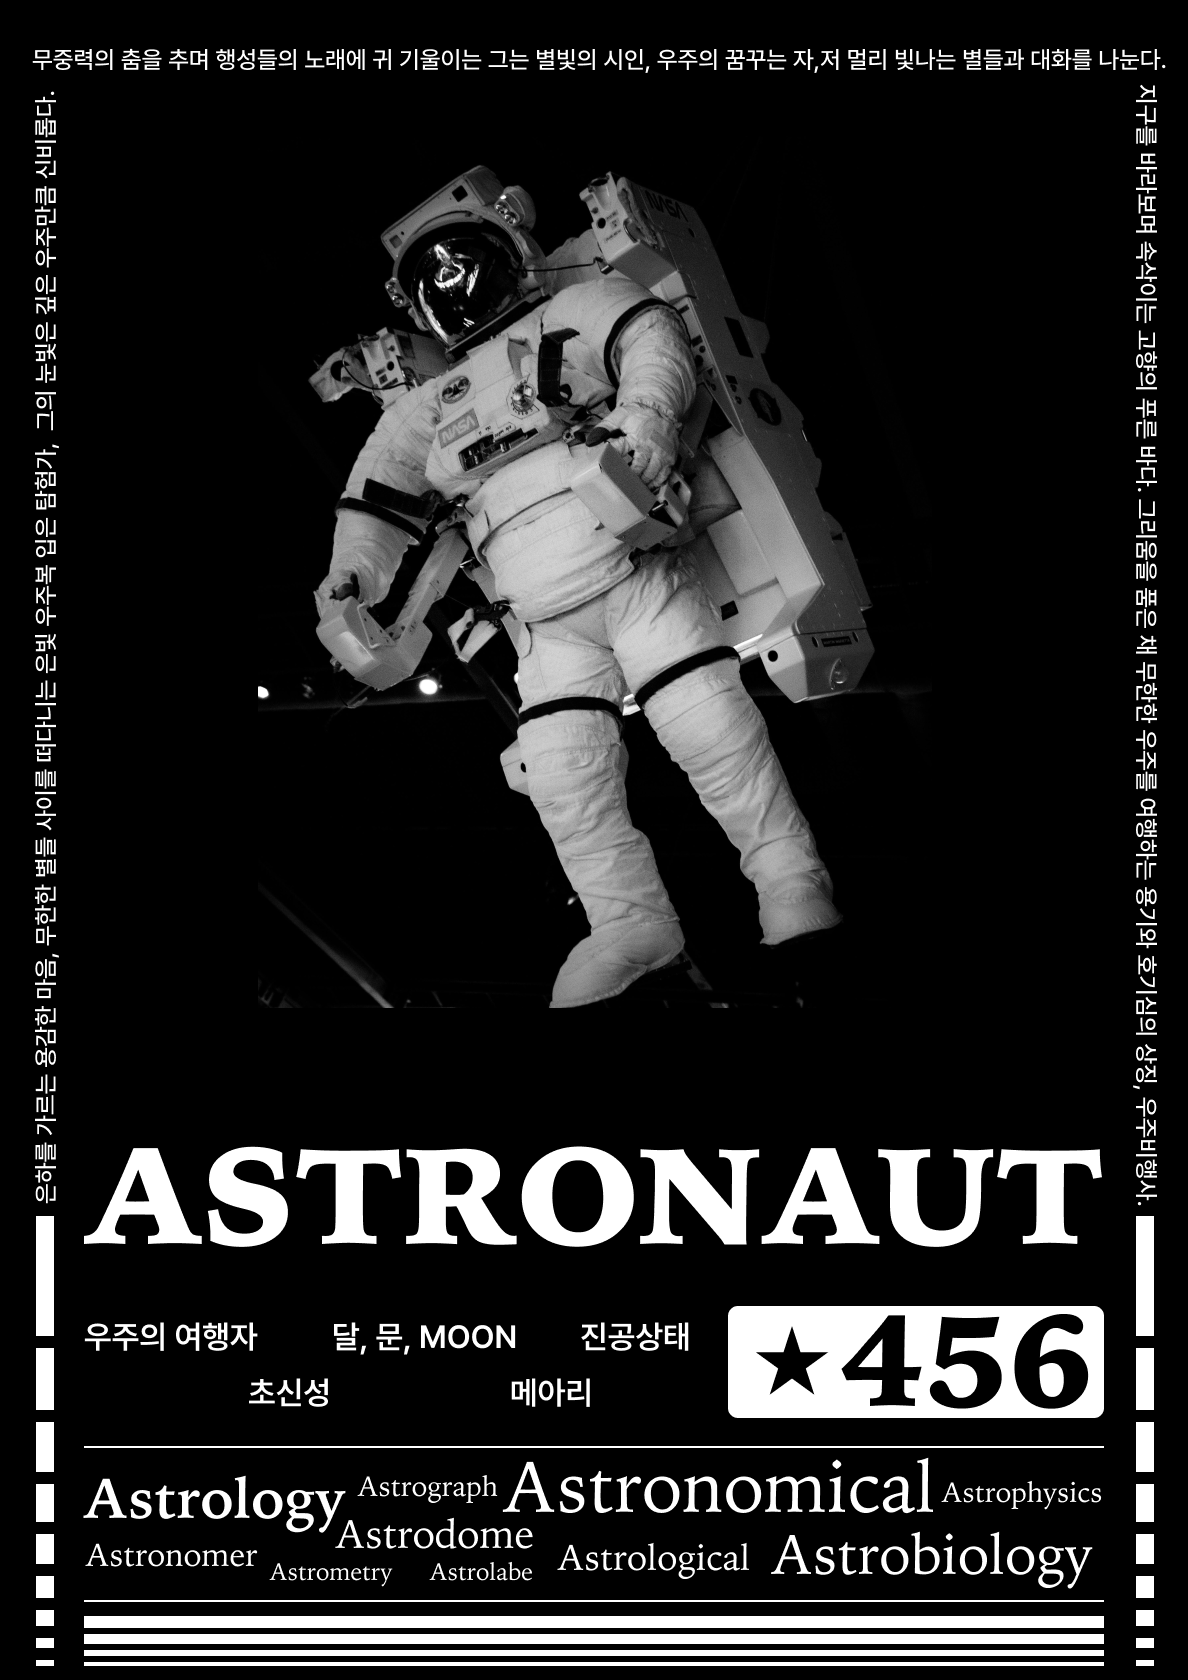 무중력의 춤을 추며 행성들의 노래에 귀 기울이는 그는 별빛의 시인, 우주의 꿈꾸는 자,저 멀리 빛나는 별들과 대화를 나눈다.
은하를 가르는 용감한 마음, 무한한 별들 사이를 떠다니는 은빛 우주복 입은 탐험가, 그의 눈빛은 깊은 우주만큼 신비롭다.
지구를 바라보며 속삭이는 고향의 푸른 바다. 그리움을 품은 채 무한한 우주를 여행하는 용기와 호기심의 상징, 우주비행사.
NASA
NASA
ASTRONAUT
우주의 여행자 달, 문, MOON 진공상태
초신성 메아리
★456
Astrology Astrograph Astronomical Astrophysics
Astronomer Astrodome Astrological Astrobiology
Astrometry Astrolabe